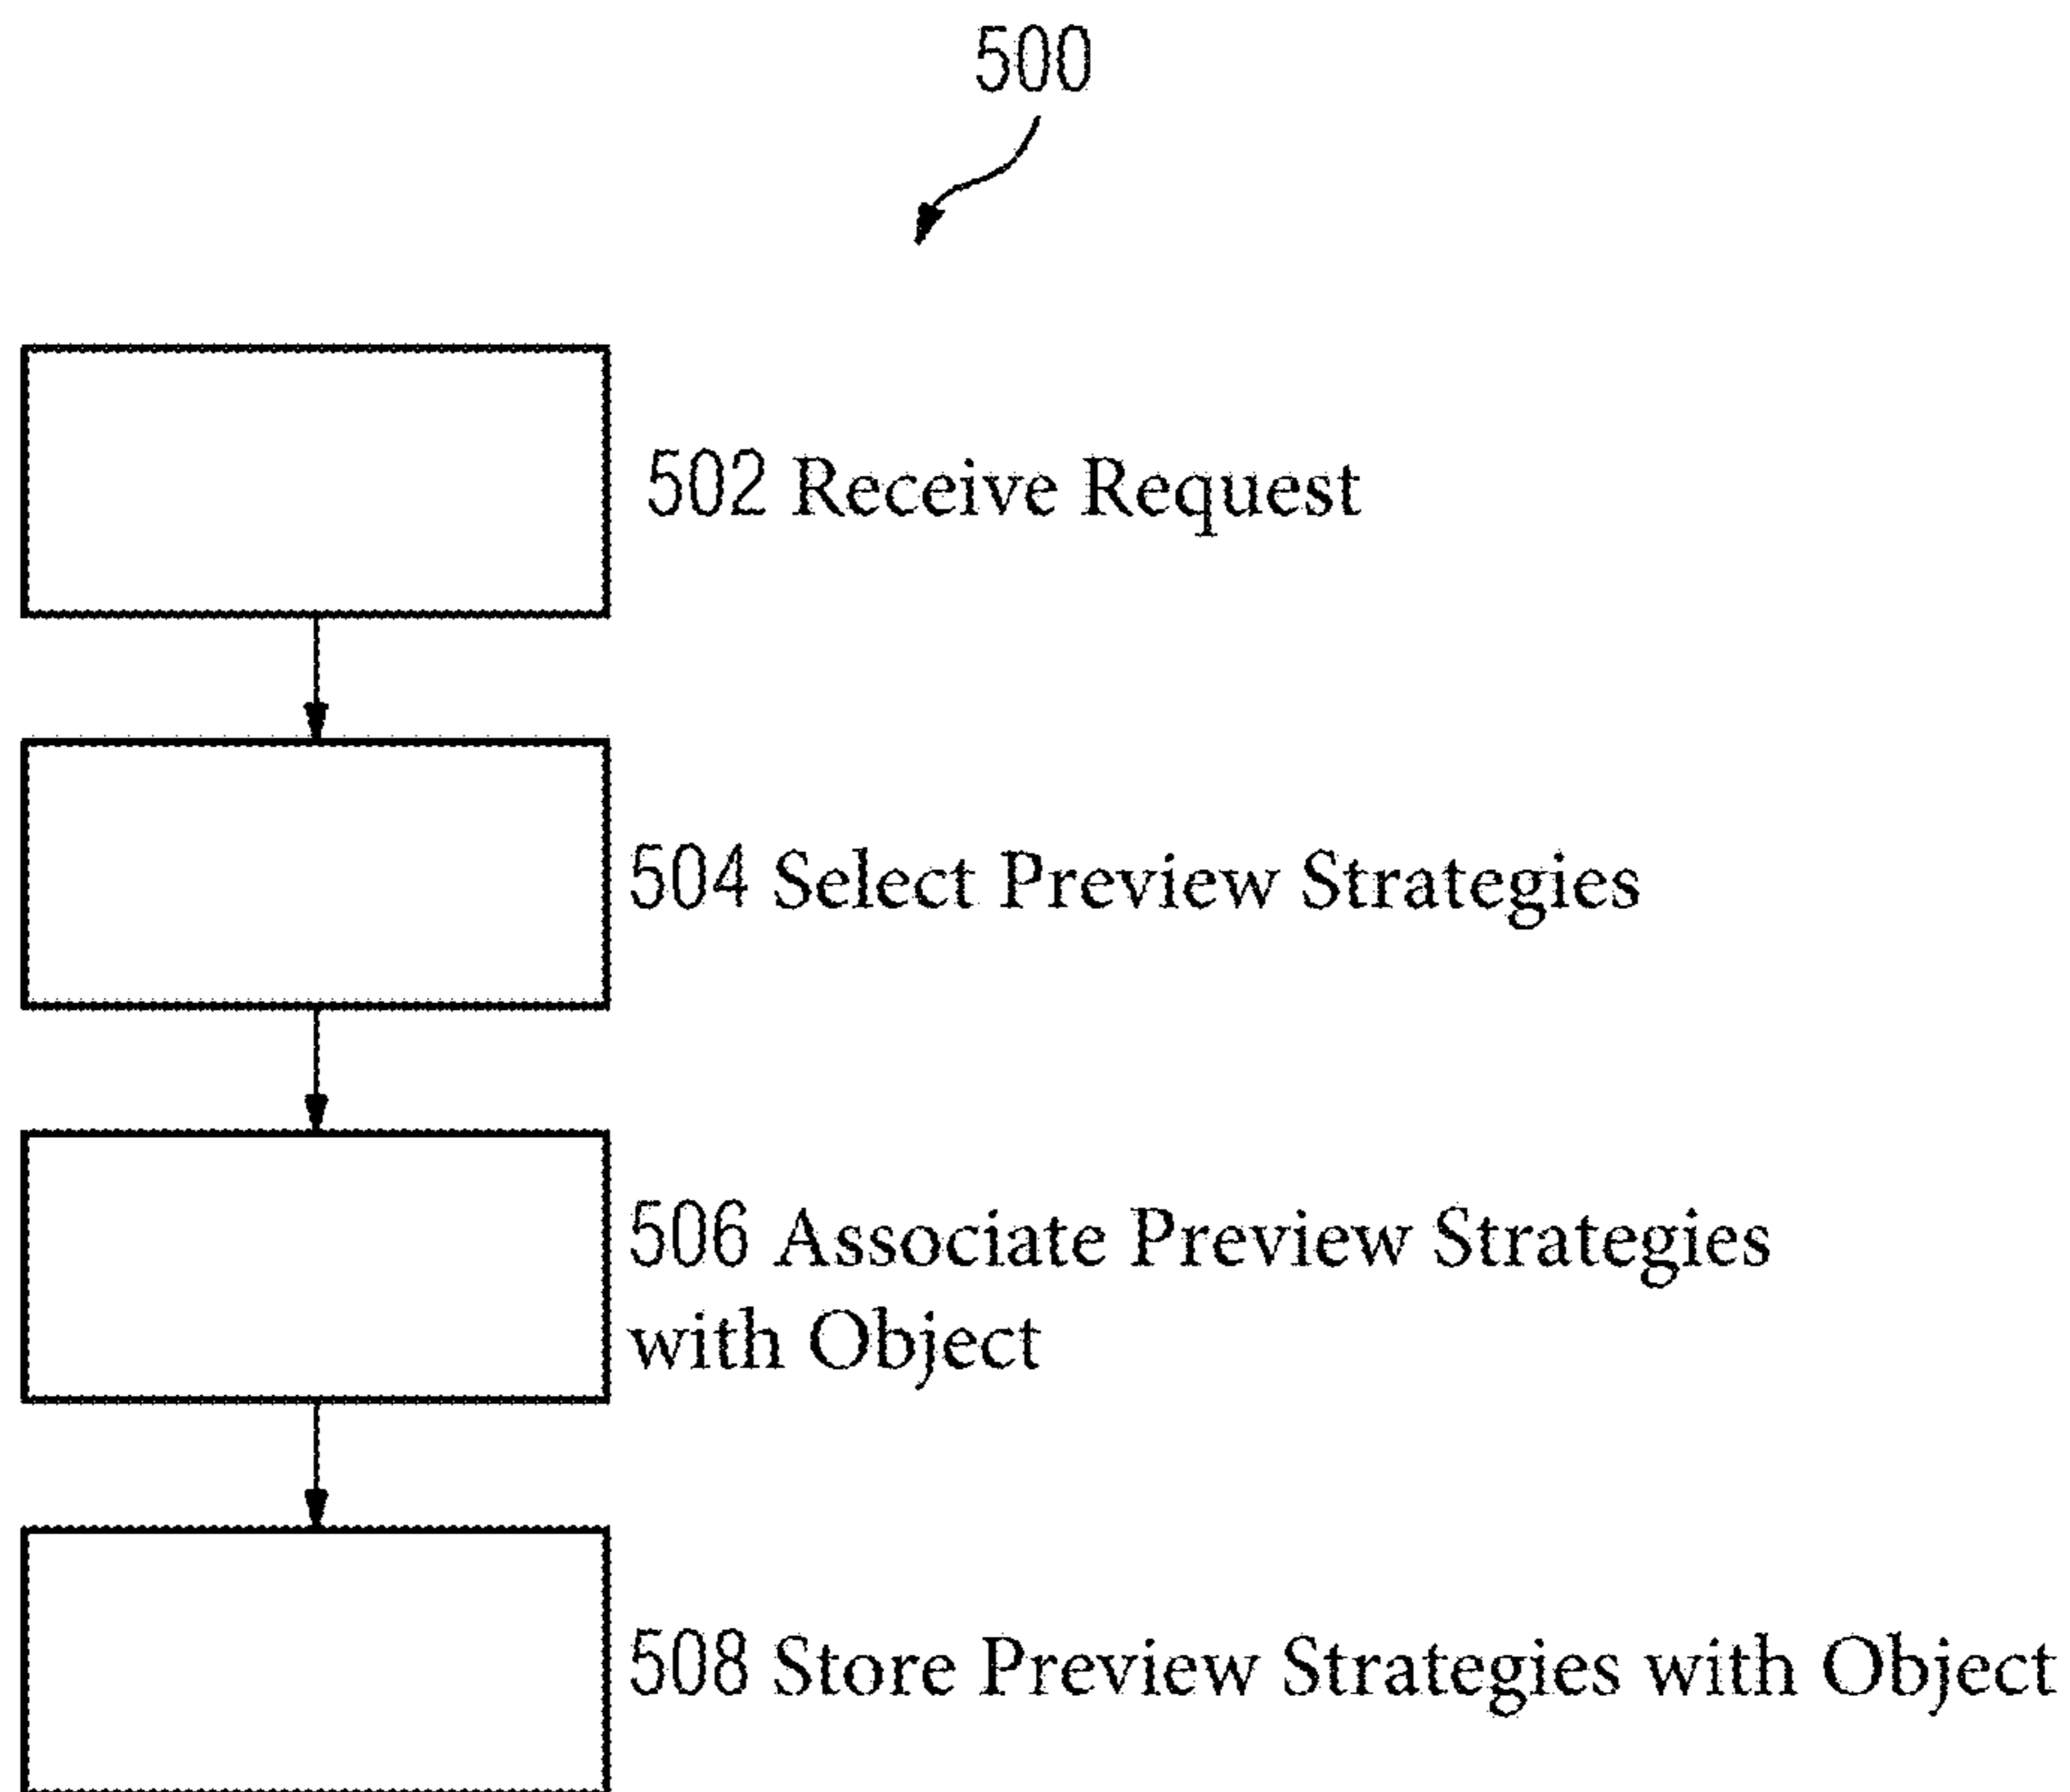 500
502 Receive Request
504 Select Preview Strategies
506 Associate Preview Strategies
with Object
508 Store Preview Strategies with Object